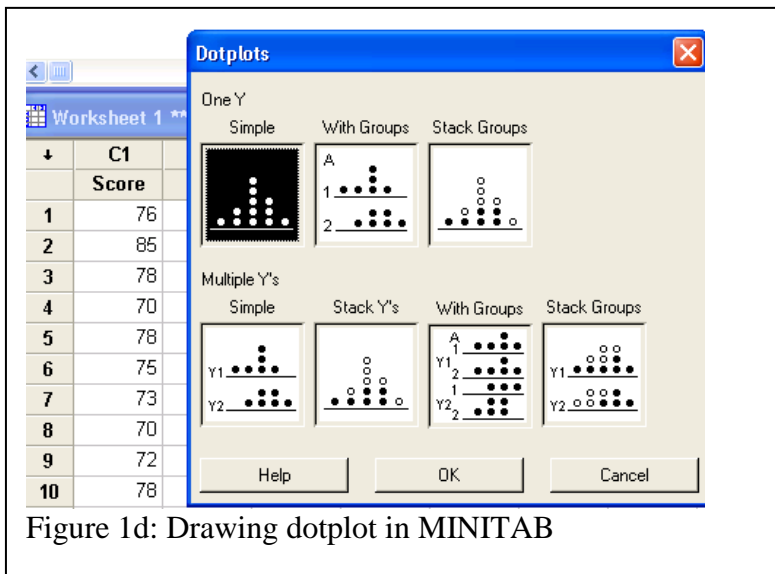 Dotplots
Worksheet 1 **
↓ C1
Score
1 76
2 85
3 78
4 70
5 78
6 75
7 73
8 70
9 72
10 78
One Y
Simple With Groups Stack Groups
A
1
2
Multiple Y's
Simple Stack Y's With Groups Stack Groups
Y1
Y2
A
Y1 1
2
Y2 1
2
Y1
Y2
Help OK Cancel
Figure 1d: Drawing dotplot in MINITAB